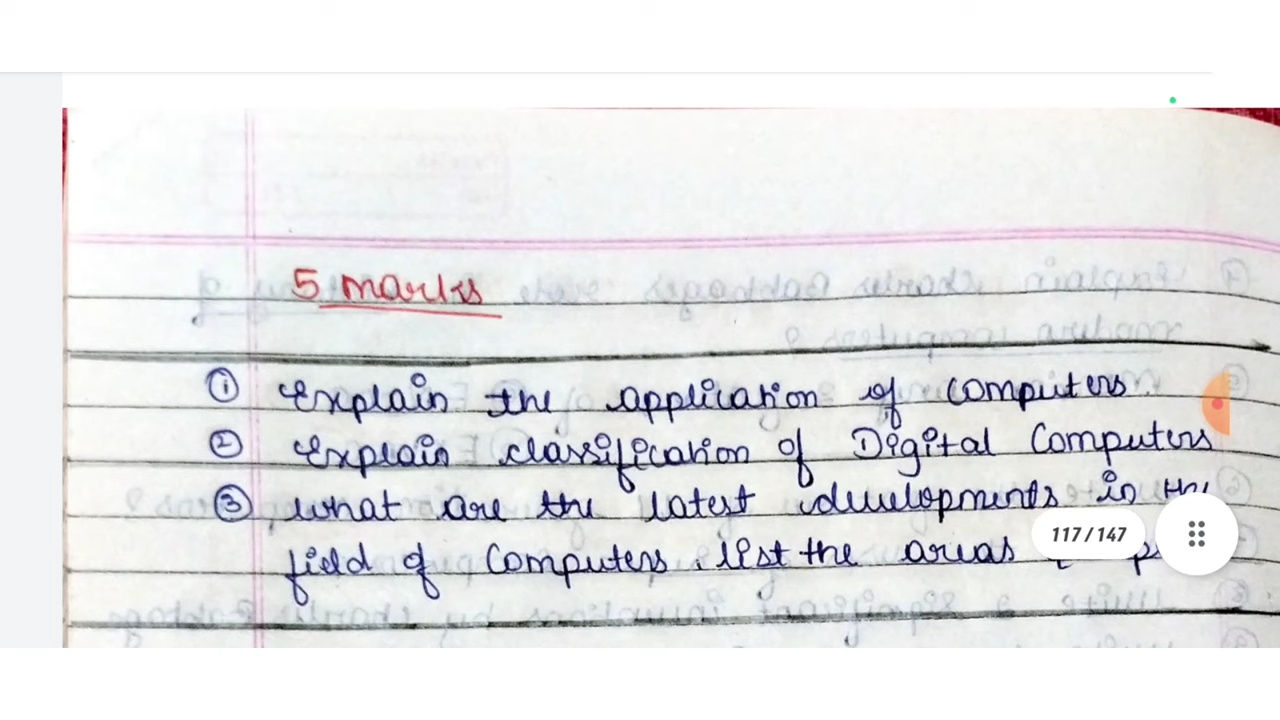 5 marks
① Explain the application of computers.
② Explain classification of Digital Computers
③ what are the latest developments in the
field of Computers, list the areas
117 / 147